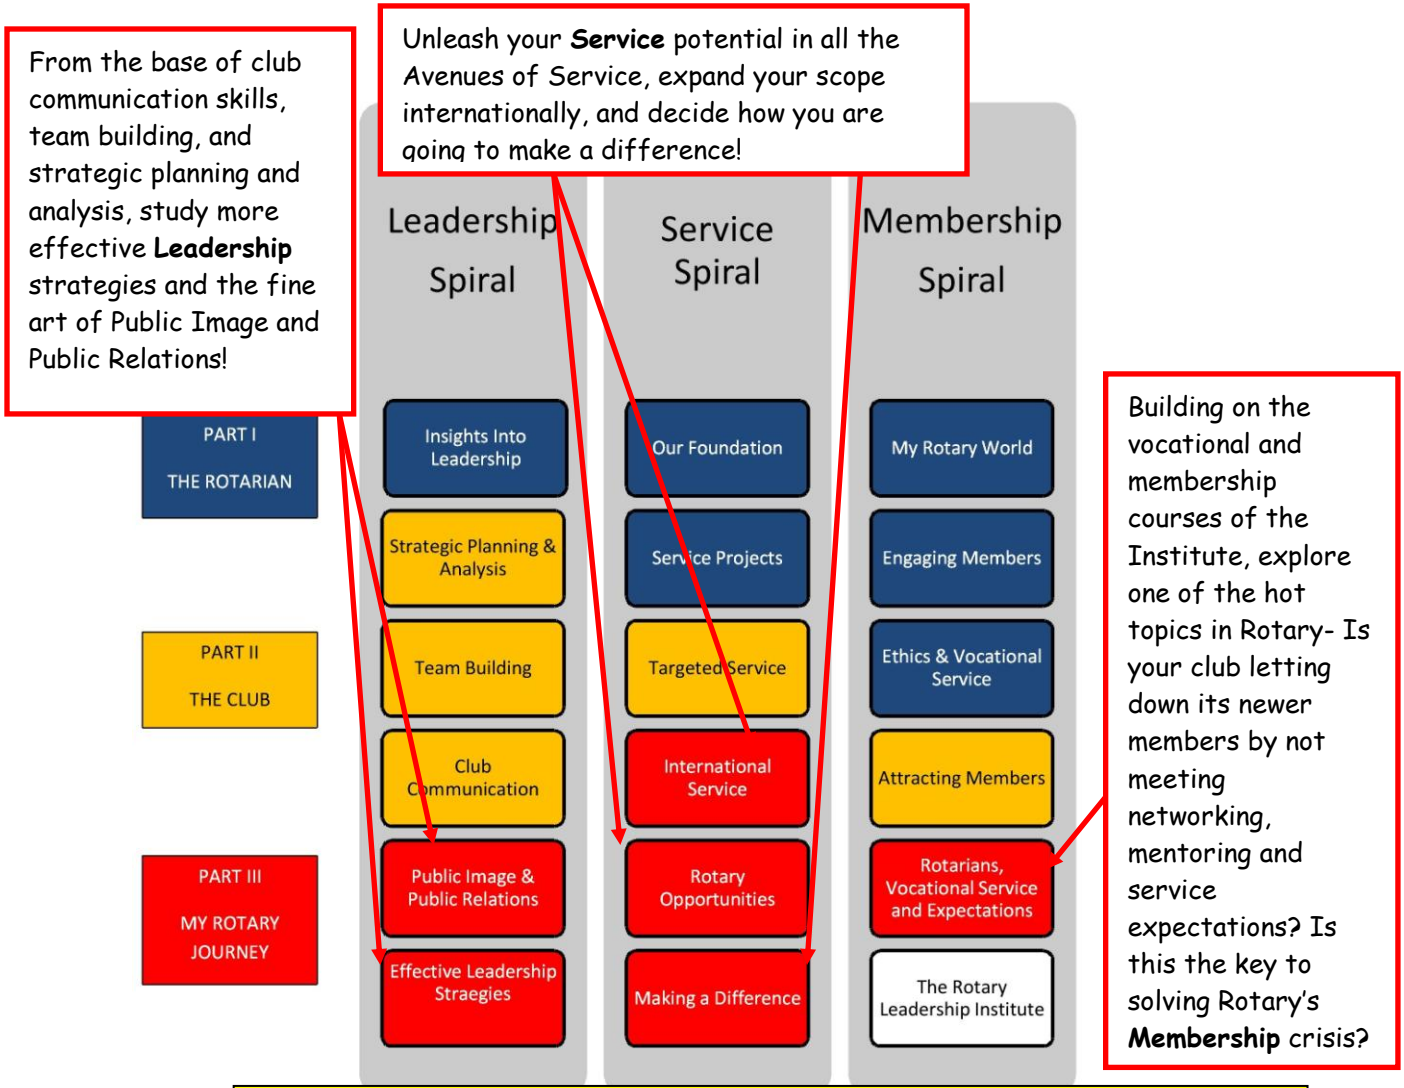 From the base of club
communication skills,
team building, and
strategic planning and
analysis, study more
effective Leadership
strategies and the fine
art of Public Image and
Public Relations!
Unleash your Service potential in all the
Avenues of Service, expand your scope
internationally, and decide how you are
going to make a difference!
Leadership
Spiral
Service
Spiral
Membership
Spiral
PART I
THE ROTARIAN
Insights Into
Leadership
Our Foundation
My Rotary World
Strategic Planning &
Analysis
Service Projects
Engaging Members
PART II
THE CLUB
Team Building
Targeted Service
Ethics & Vocational
Service
Club
Communication
International
Service
Attracting Members
PART III
MY ROTARY
JOURNEY
Public Image &
Public Relations
Rotary
Opportunities
Rotarians,
Vocational Service
and Expectations
Effective Leadership
Straegies
Making a Difference
The Rotary
Leadership Institute
Building on the
vocational and
membership
courses of the
Institute, explore
one of the hot
topics in Rotary- Is
your club letting
down its newer
members by not
meeting
networking,
mentoring and
service
expectations? Is
this the key to
solving Rotary's
Membership crisis?